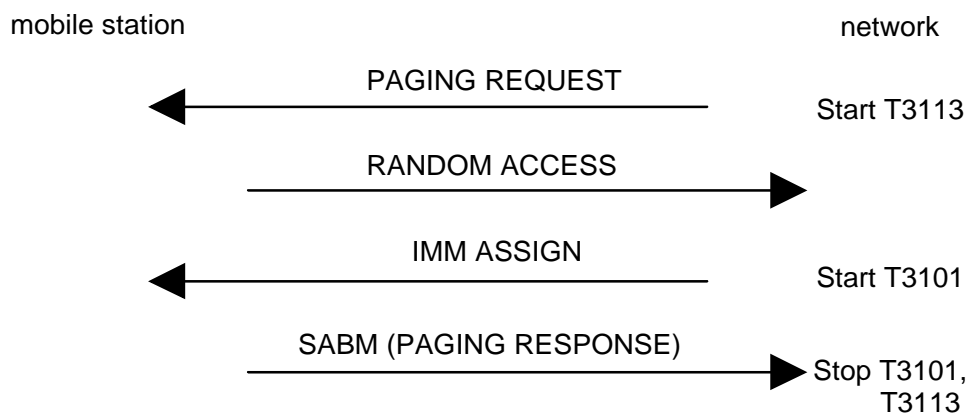 mobile station
network
PAGING REQUEST
Start T3113
RANDOM ACCESS
IMM ASSIGN
Start T3101
SABM (PAGING RESPONSE)
Stop T3101,
T3113